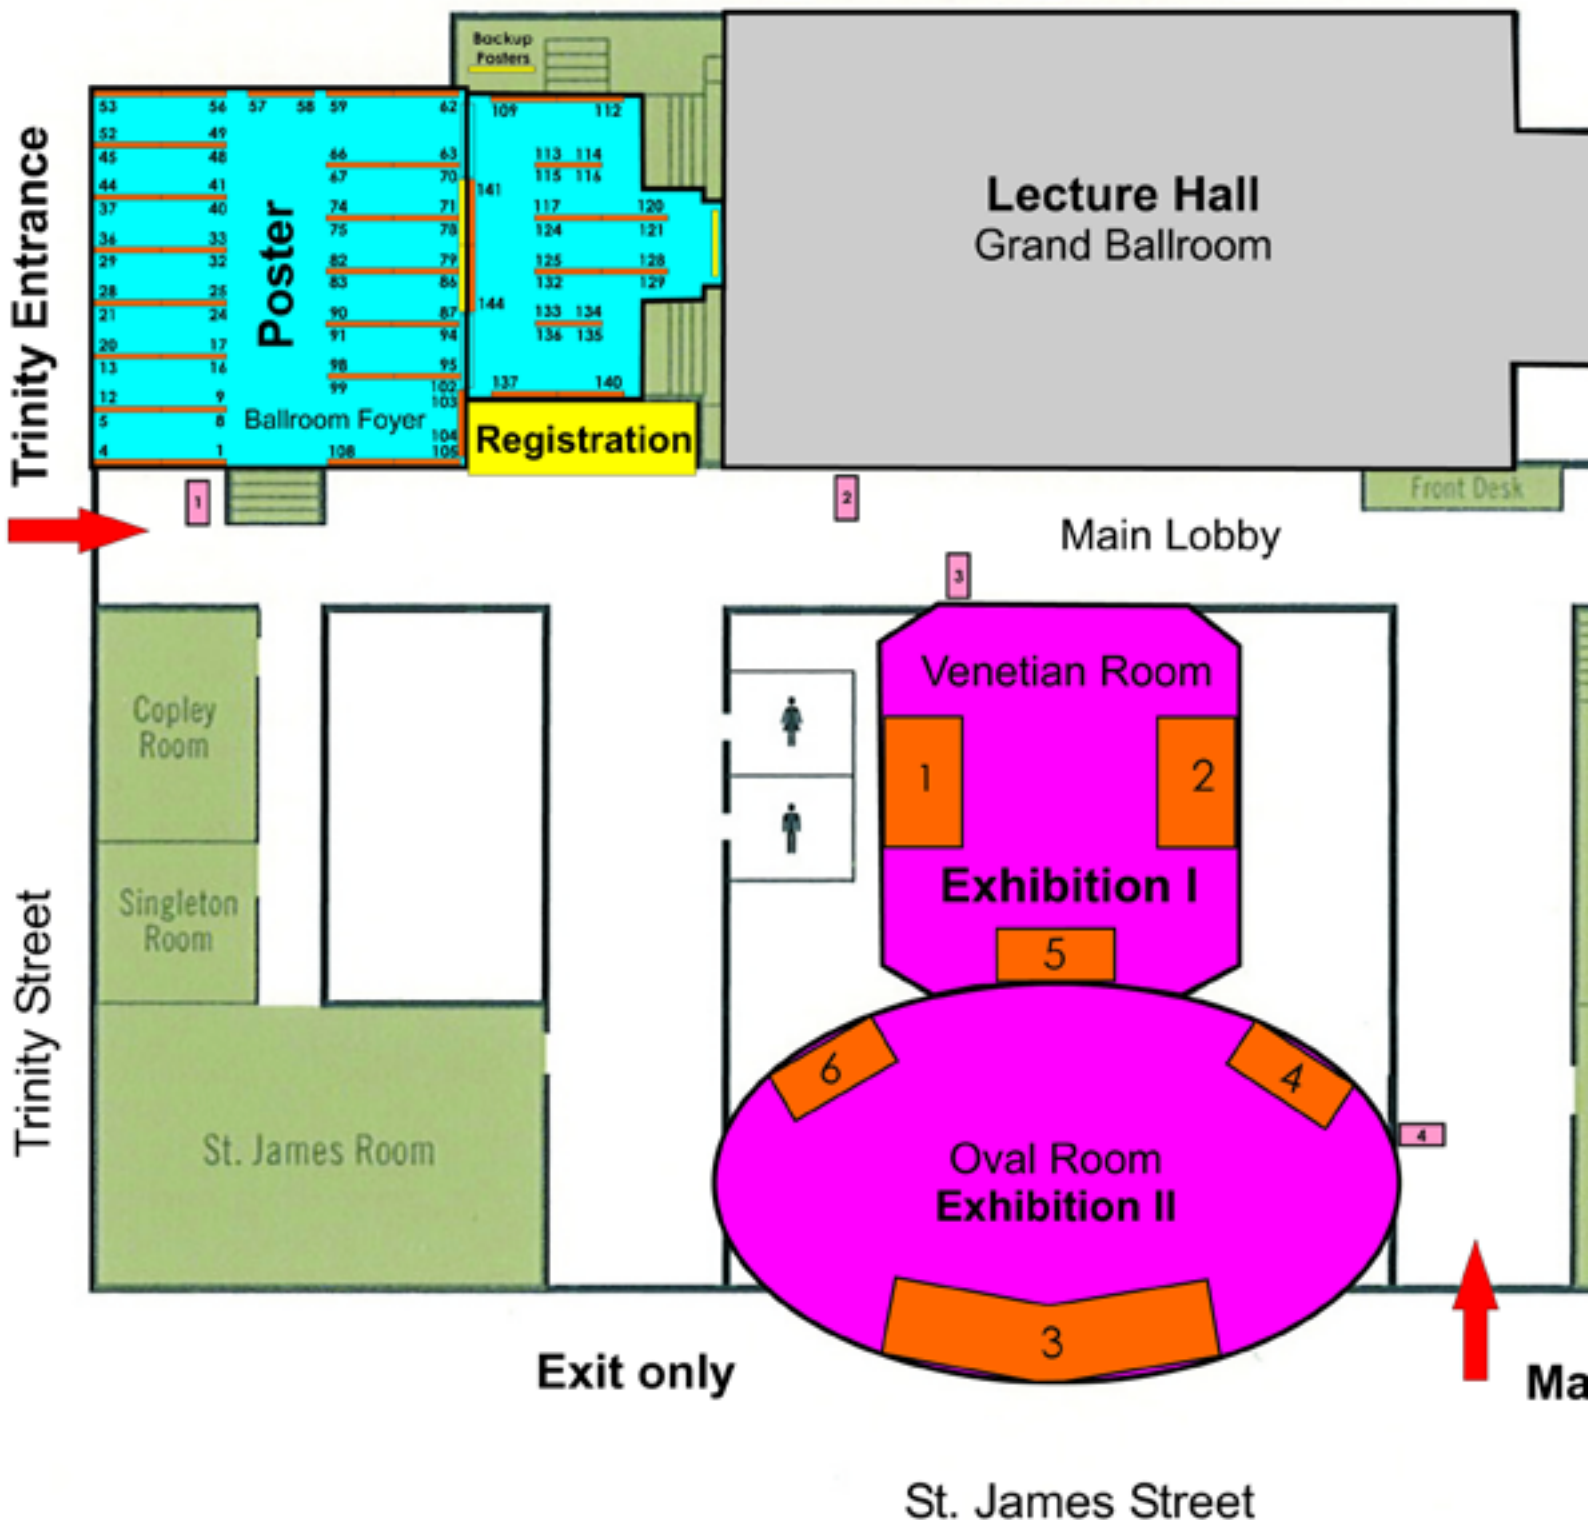 Backup
Posters
53 56 57 58 59 62
109 112
52 49
45 48
66 63
67 70
113 114
115 116
44 41
37 40
141
74 71
75 78
117 120
124 121
36 33
29 32
82 79
83 86
125 128
132 129
28 25
21 24
144
90 87
91 94
133 134
136 135
20 17
13 16
98 95
99 102
103
137 140
12 9
5 8
104
4 1
108 105
Poster
Ballroom Foyer
Registration
Lecture Hall
Grand Ballroom
Trinity Entrance
1
2
Front Desk
Main Lobby
3
Copley
Room
Venetian Room
1
2
Singleton
Room
Exhibition I
5
Trinity Street
6
4
4
St. James Room
Oval Room
Exhibition II
3
Exit only
Ma
St. James Street